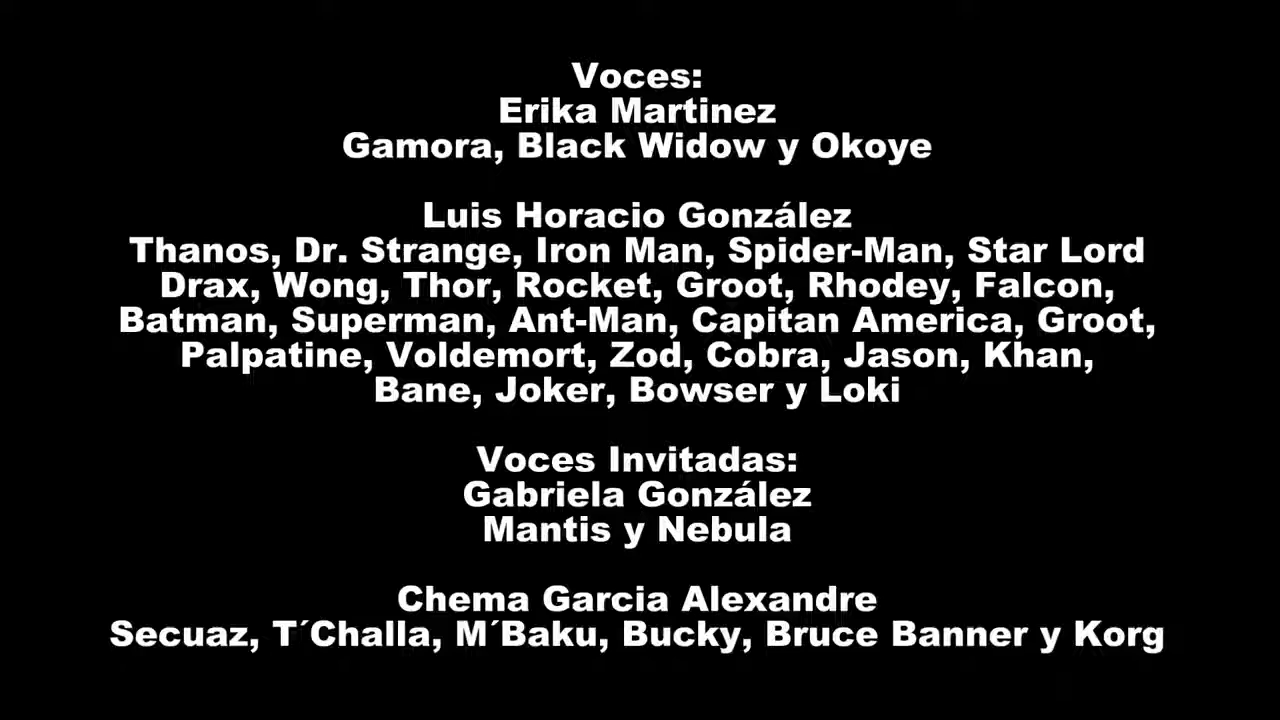 Voces:
Erika Martinez
Gamora, Black Widow y Okoye
Luis Horacio González
Thanos, Dr. Strange, Iron Man, Spider-Man, Star Lord
Drax, Wong, Thor, Rocket, Groot, Rhodey, Falcon,
Batman, Superman, Ant-Man, Capitan America, Groot,
Palpatine, Voldemort, Zod, Cobra, Jason, Khan,
Bane, Joker, Bowser y Loki
Voces Invitadas:
Gabriela González
Mantis y Nebula
Chema Garcia Alexandre
Secuaz, T´Challa, M´Baku, Bucky, Bruce Banner y Korg